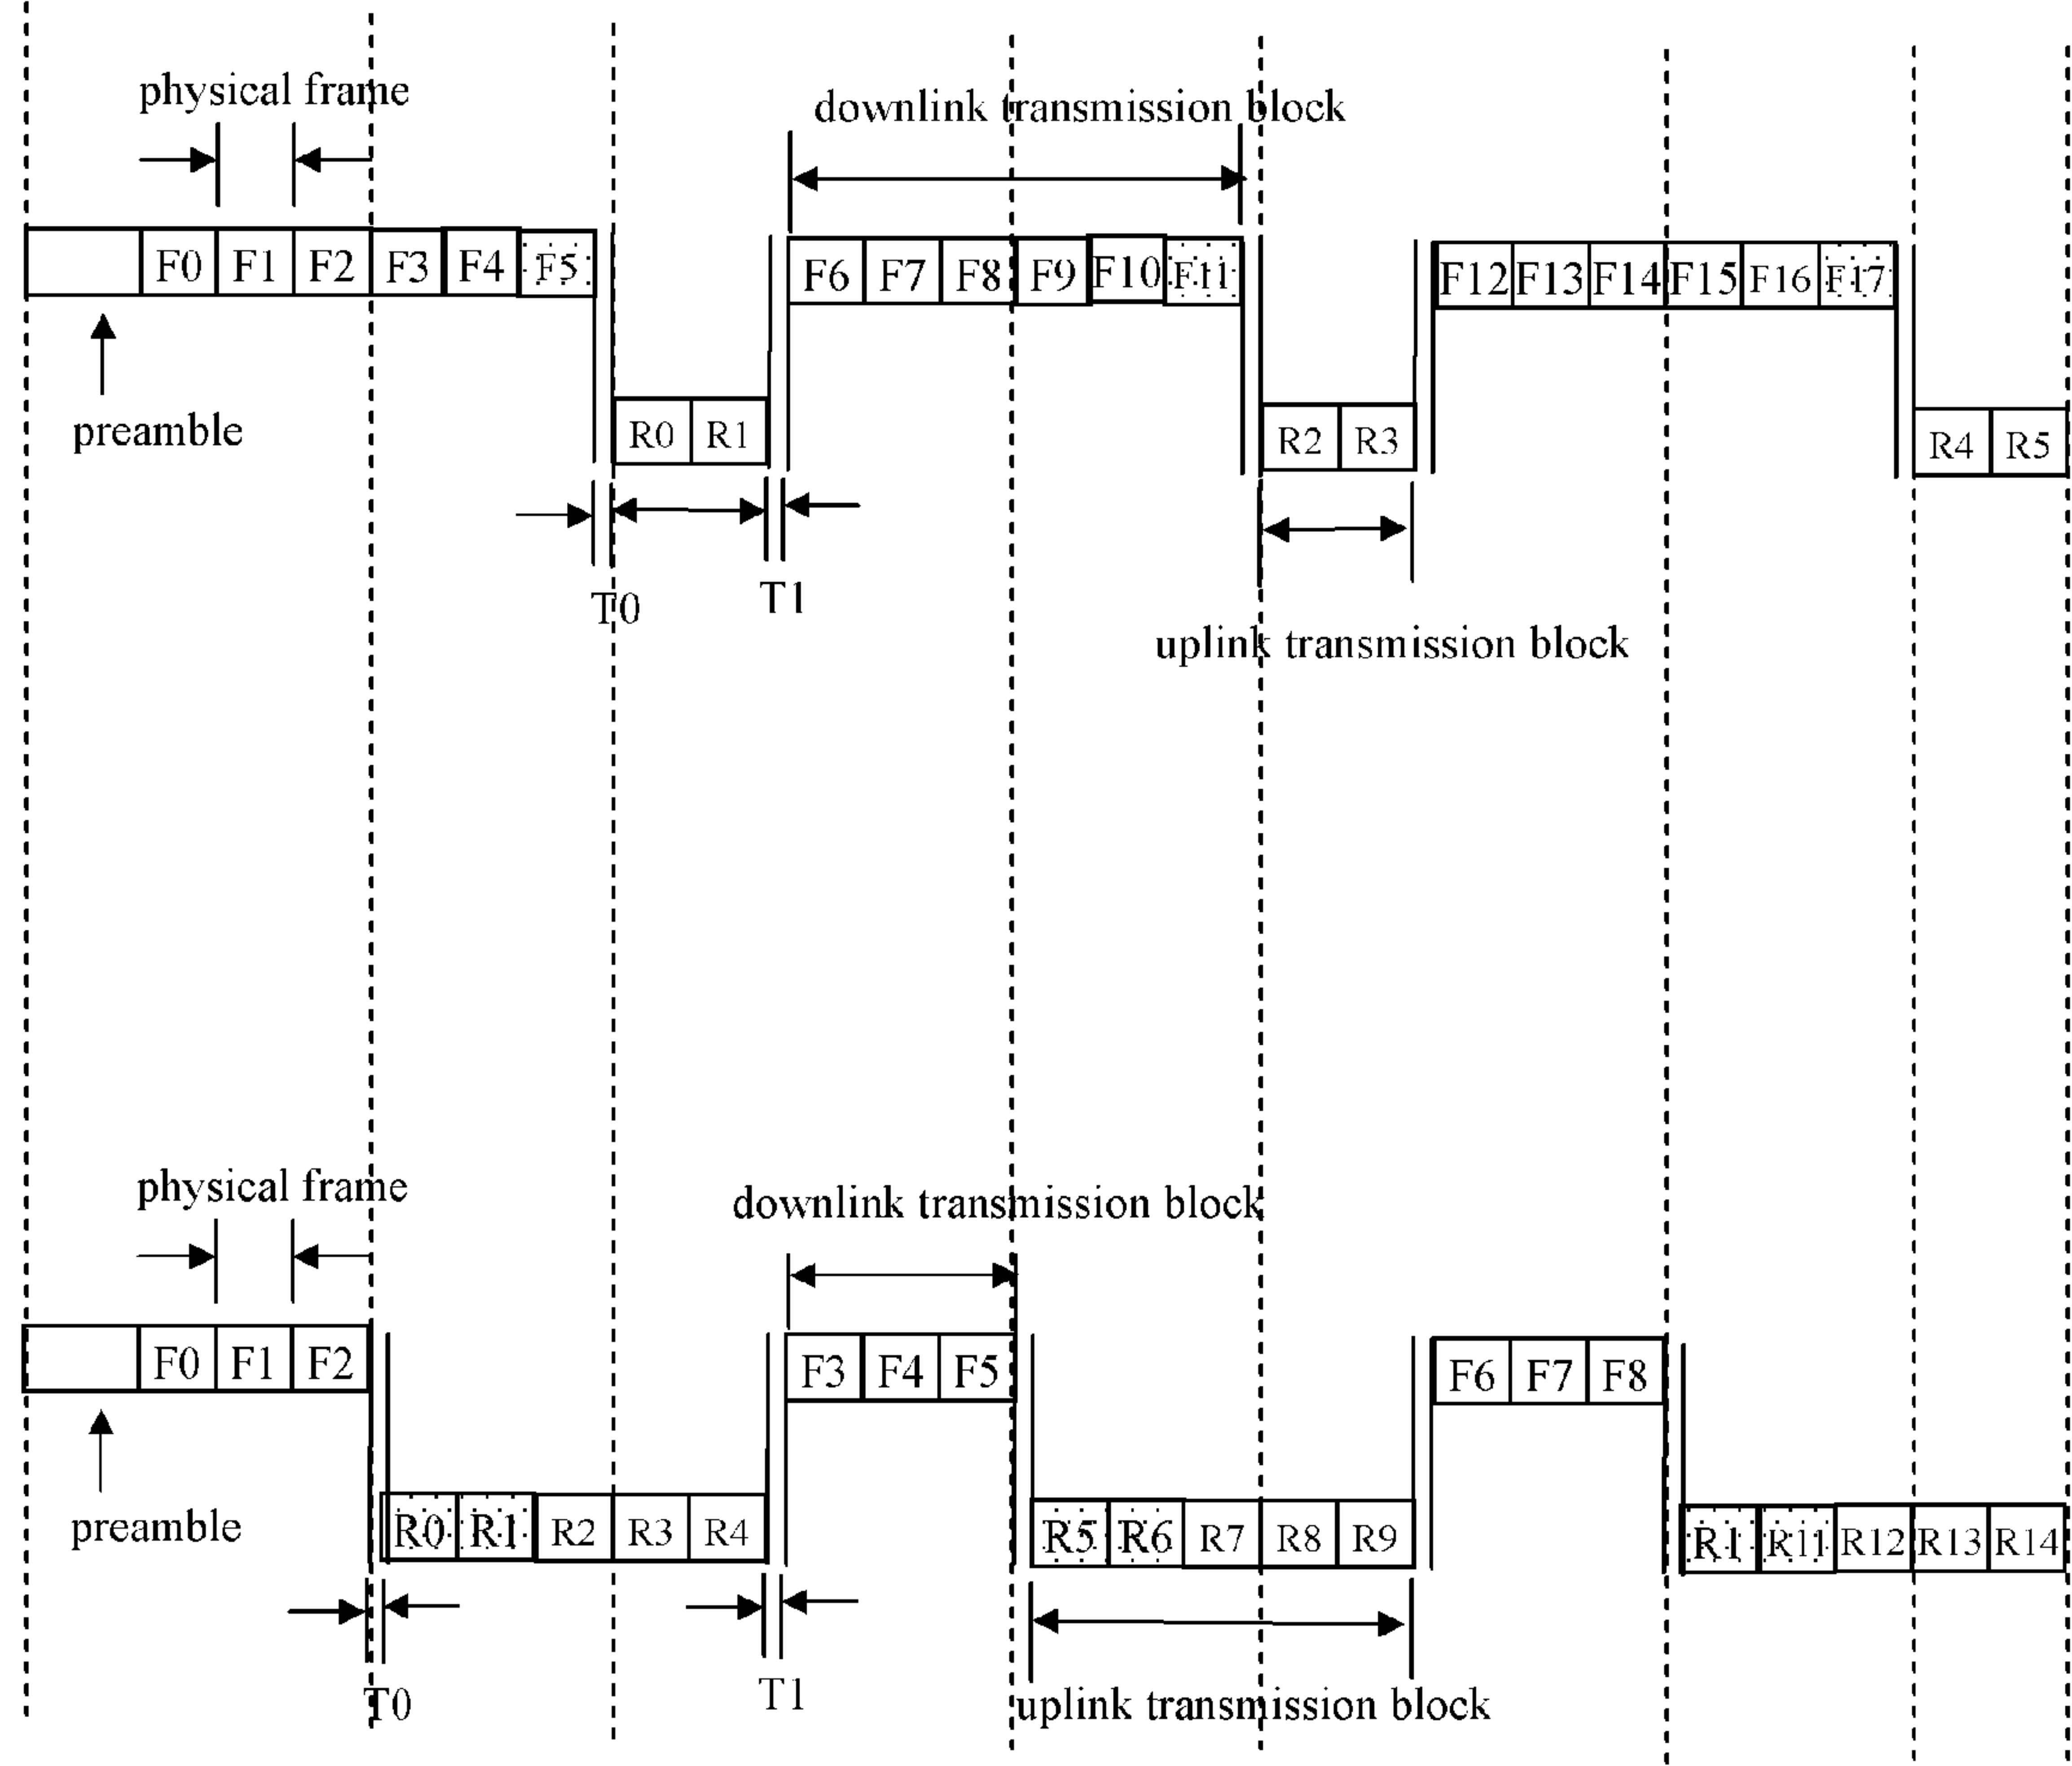 physical frame
downlink transmission block
F0 F1 F2 F3 F4 F5
F6 F7 F8 F9 F10 F11
F12 F13 F14 F15 F16 F17
preamble
R0 R1
R2 R3
R4 R5
T0
T1
uplink transmission block
physical frame
downlink transmission block
F0 F1 F2
F3 F4 F5
F6 F7 F8
preamble
R0 R1 R2 R3 R4
R5 R6 R7 R8 R9
R1 R11 R12 R13 R14
T0
T1
uplink transmission block